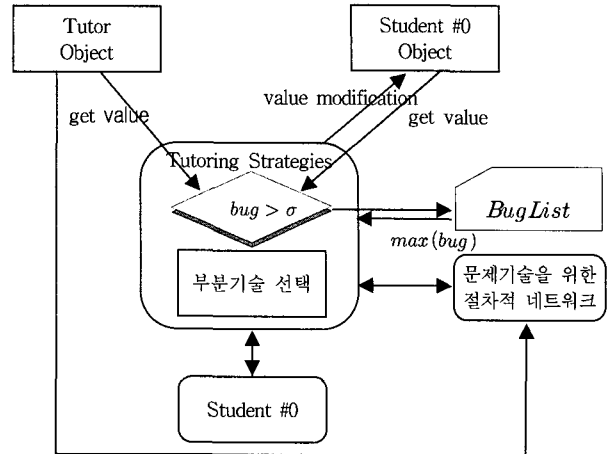 Tutor
Object
Student #0
Object
value modification
get value
get value
Tutoring Strategies
bug > σ
BugList
max(bug)
부분기술 선택
문제기술을 위한
절차적 네트워크
Student #0